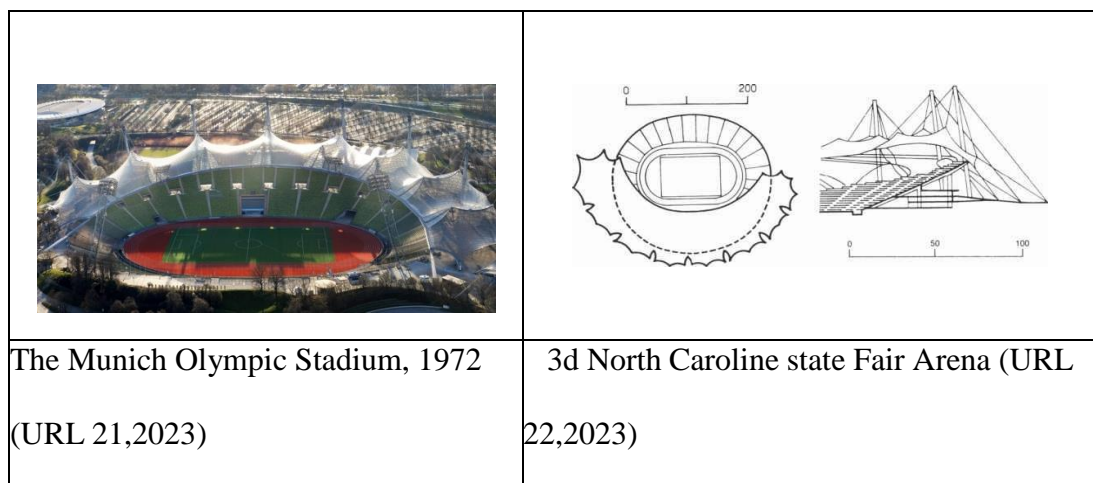 0 200
0 50 100
The Munich Olympic Stadium, 1972
(URL 21,2023)
3d North Caroline state Fair Arena (URL
22,2023)